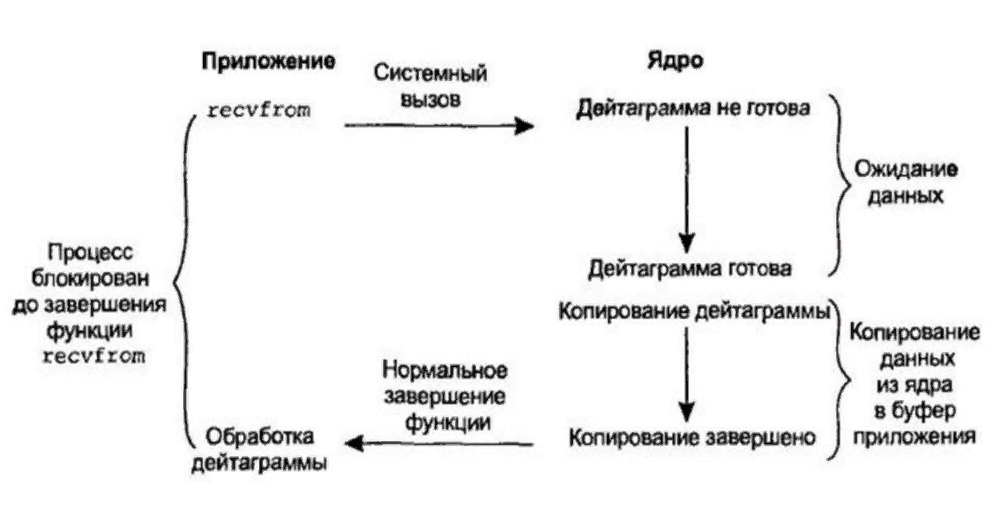 Приложение
Системный
вызов
Ядро
recvfrom
Дейтаграмма не готова
Ожидание
данных
Процесс
блокирован
до завершения
функции
recvfrom
Дейтаграмма готова
Копирование дейтаграммы
Копирование
данных
из ядра
в буфер
приложения
Нормальное
завершение
функции
Обработка
дейтаграммы
Копирование завершено